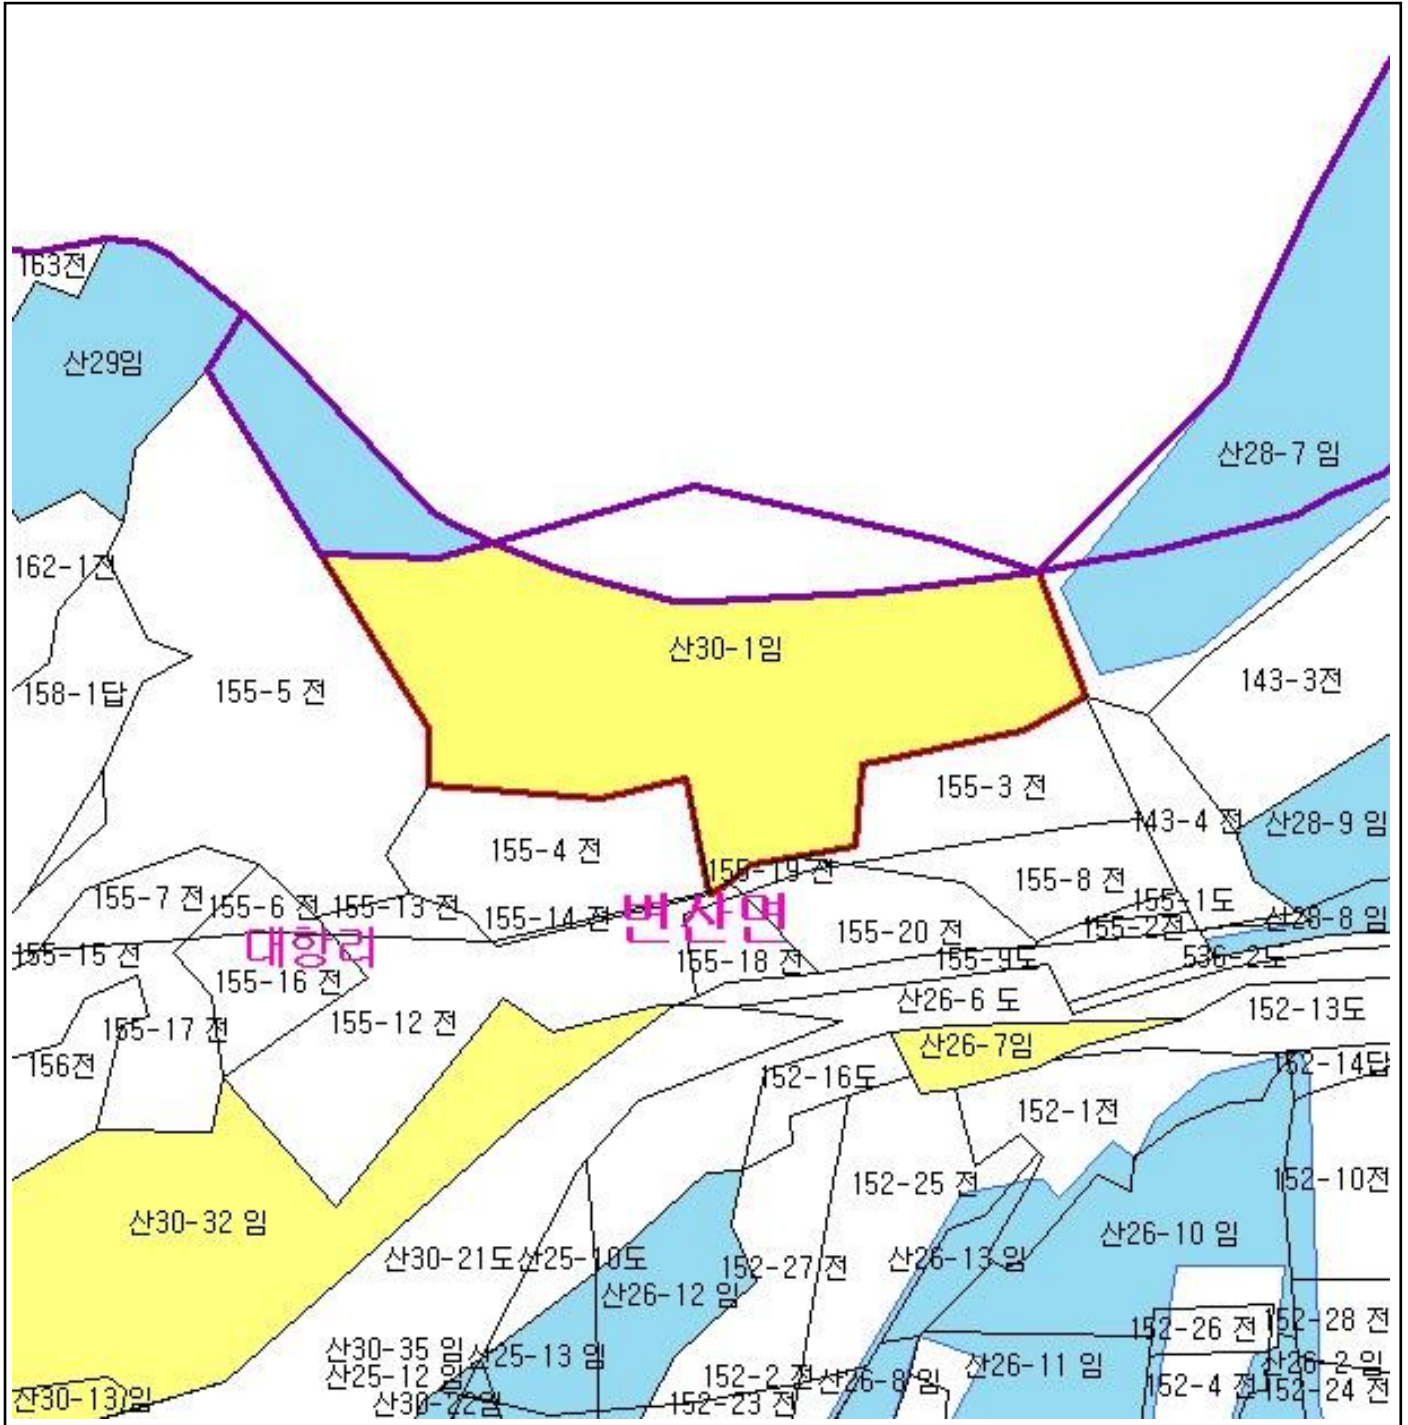 163전
산29임
산28-7 임
162-1전
산30-1임
158-1답
155-5 전
143-3전
155-3 전
143-4 전
산28-9 임
155-4 전
155-19 전
155-8 전
155-7 전
155-6 전
155-13 전
155-1도
155-14 전
변산면
산28-8 임
155-2전
155-20 전
대항리
155-15 전
155-18 전
155-9도
536-2도
155-16 전
산26-6 도
152-13도
155-17 전
155-12 전
산26-7임
156전
152-14답
152-16도
152-1전
152-25 전
152-10전
산30-32 임
산26-10 임
산30-21도
산25-10도
산26-13 임
152-27 전
산26-12 임
152-28 전
152-26 전
산30-35 임
산25-13 임
산26-11 임
산26-2 임
산25-12 임
152-2 전
산26-8 임
152-4 전
152-24 전
산30-13임
산30-22임
152-23 전